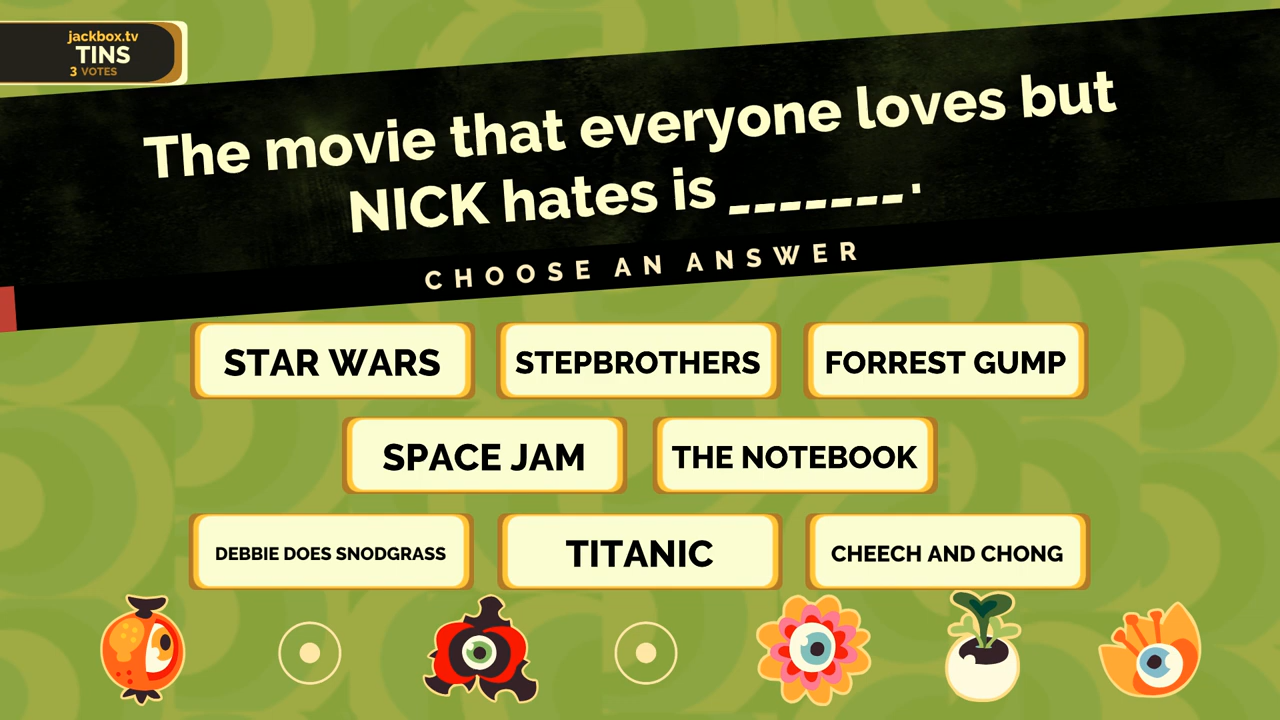 jackbox.tv
TINS
3 VOTES
The movie that everyone loves but
NICK hates is _______.
CHOOSE AN ANSWER
STAR WARS
STEPBROTHERS
FORREST GUMP
SPACE JAM
THE NOTEBOOK
DEBBIE DOES SNODGRASS
TITANIC
CHEECH AND CHONG